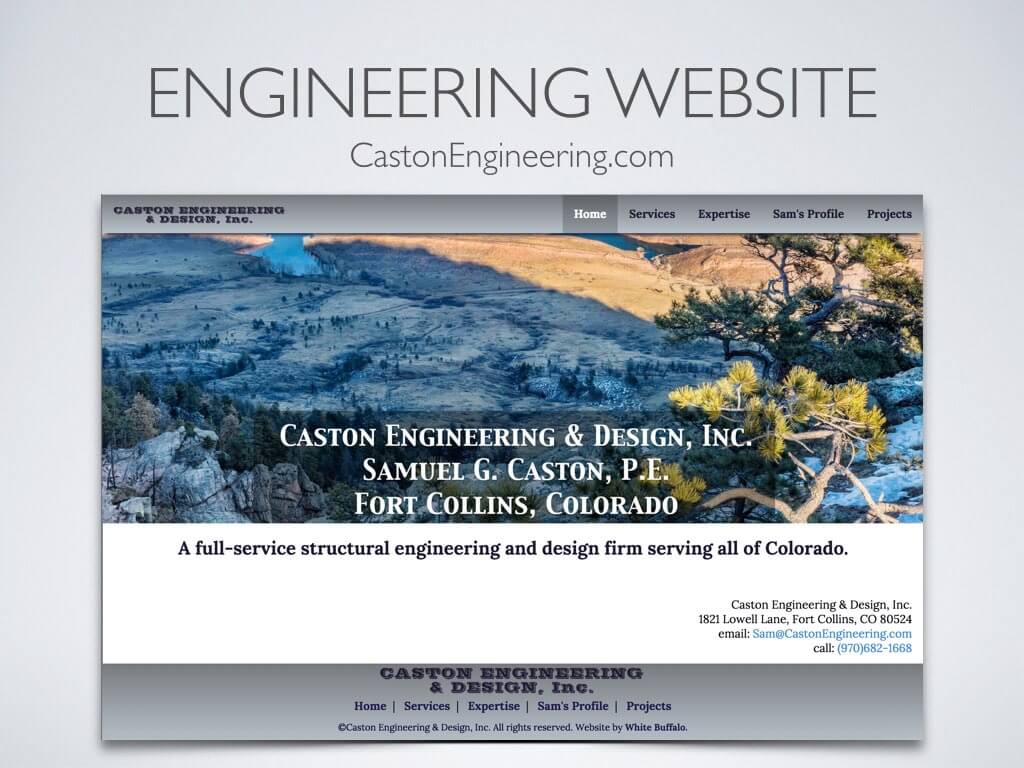 ENGINEERING WEBSITE
CastonEngineering.com
CASTON ENGINEERING
& DESIGN, Inc.
Home Services Expertise Sam's Profile Projects
Caston Engineering & Design, Inc.
Samuel G. Caston, P.E.
Fort Collins, Colorado
A full-service structural engineering and design firm serving all of Colorado.
Caston Engineering & Design, Inc.
1821 Lowell Lane, Fort Collins, CO 80524
email: Sam@CastonEngineering.com
call: (970)682-1668
CASTON ENGINEERING
& DESIGN, Inc.
Home | Services | Expertise | Sam's Profile | Projects
©Caston Engineering & Design, Inc. All rights reserved. Website by White Buffalo.